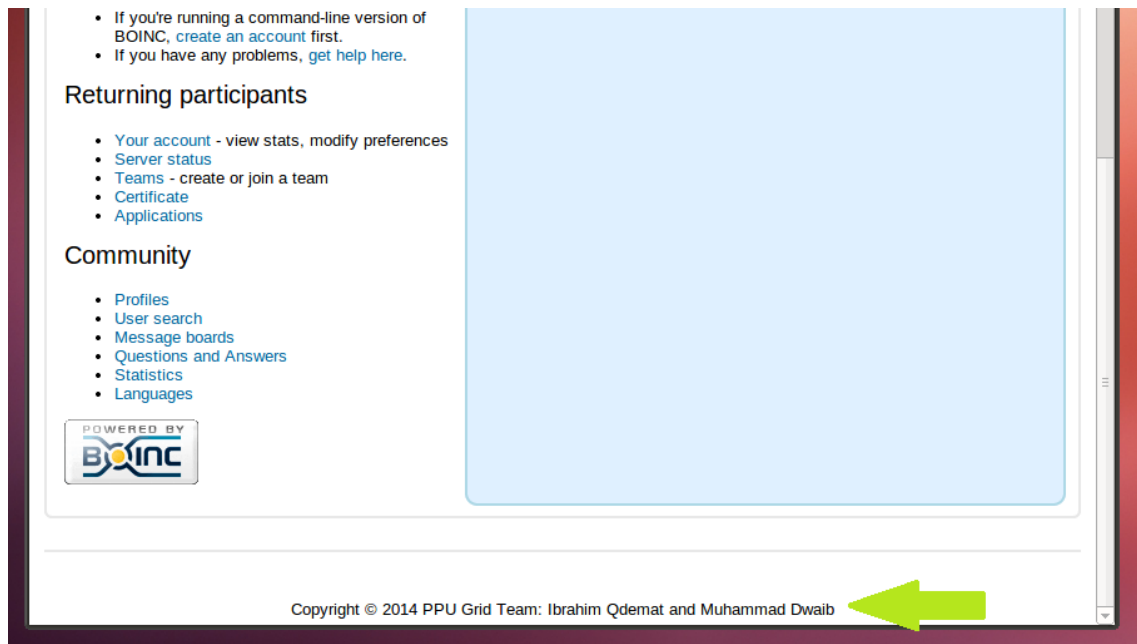 If you're running a command-line version of
BOINC, create an account first.
If you have any problems, get help here.
Returning participants
Your account - view stats, modify preferences
Server status
Teams - create or join a team
Certificate
Applications
Community
Profiles
User search
Message boards
Questions and Answers
Statistics
Languages
POWERED BY
BOINC
Copyright © 2014 PPU Grid Team: Ibrahim Qdemat and Muhammad Dwaib